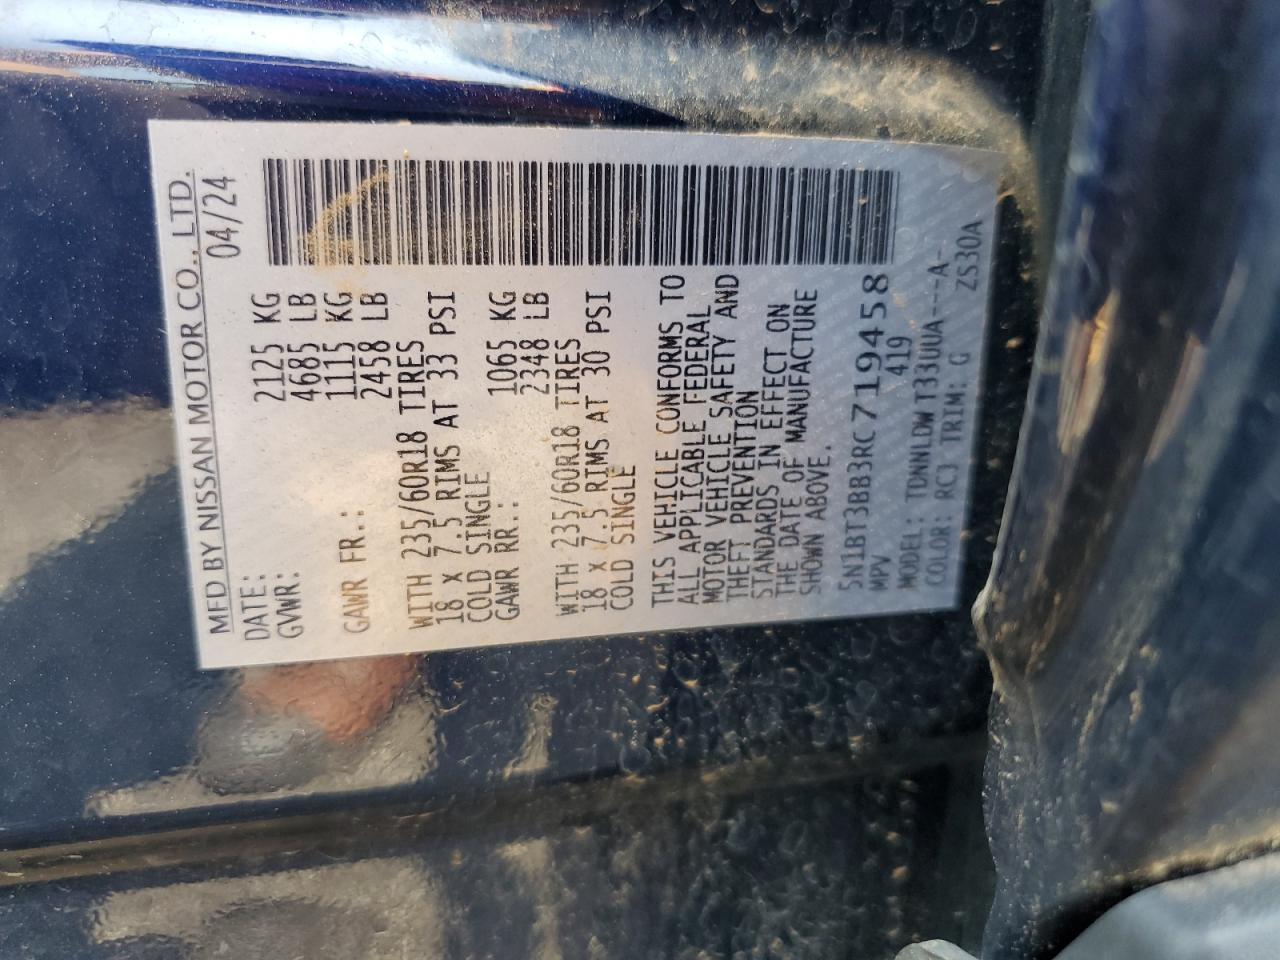 MFD BY NISSAN MOTOR CO., LTD.
DATE: 04/24
GVWR: 2125 KG
4685 LB
GAWR FR.: 1115 KG
2458 LB
WITH 235/60R18 TIRES
18 x 7.5 RIMS AT 33 PSI
COLD SINGLE
GAWR RR.: 1065 KG
2348 LB
WITH 235/60R18 TIRES
18 x 7.5 RIMS AT 30 PSI
COLD SINGLE
THIS VEHICLE CONFORMS TO
ALL APPLICABLE FEDERAL
MOTOR VEHICLE SAFETY AND
THEFT PREVENTION
STANDARDS IN EFFECT ON
THE DATE OF MANUFACTURE
SHOWN ABOVE.
5N1BT3BB3RC719458
MPV 419
MODEL: TDNNLDW T33UUA---A-
COLOR: RCJ TRIM: G ZS30A